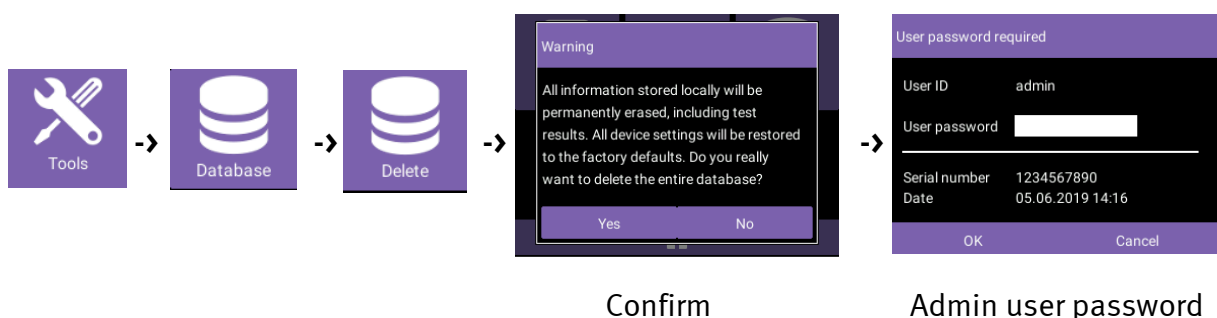 Tools
->
Database
->
Delete
->
Warning
All information stored locally will be
permanently erased, including test
results. All device settings will be restored
to the factory defaults. Do you really
want to delete the entire database?
Yes No
Confirm
->
User password required
User ID admin
User password
Serial number 1234567890
Date 05.06.2019 14:16
OK Cancel
Admin user password